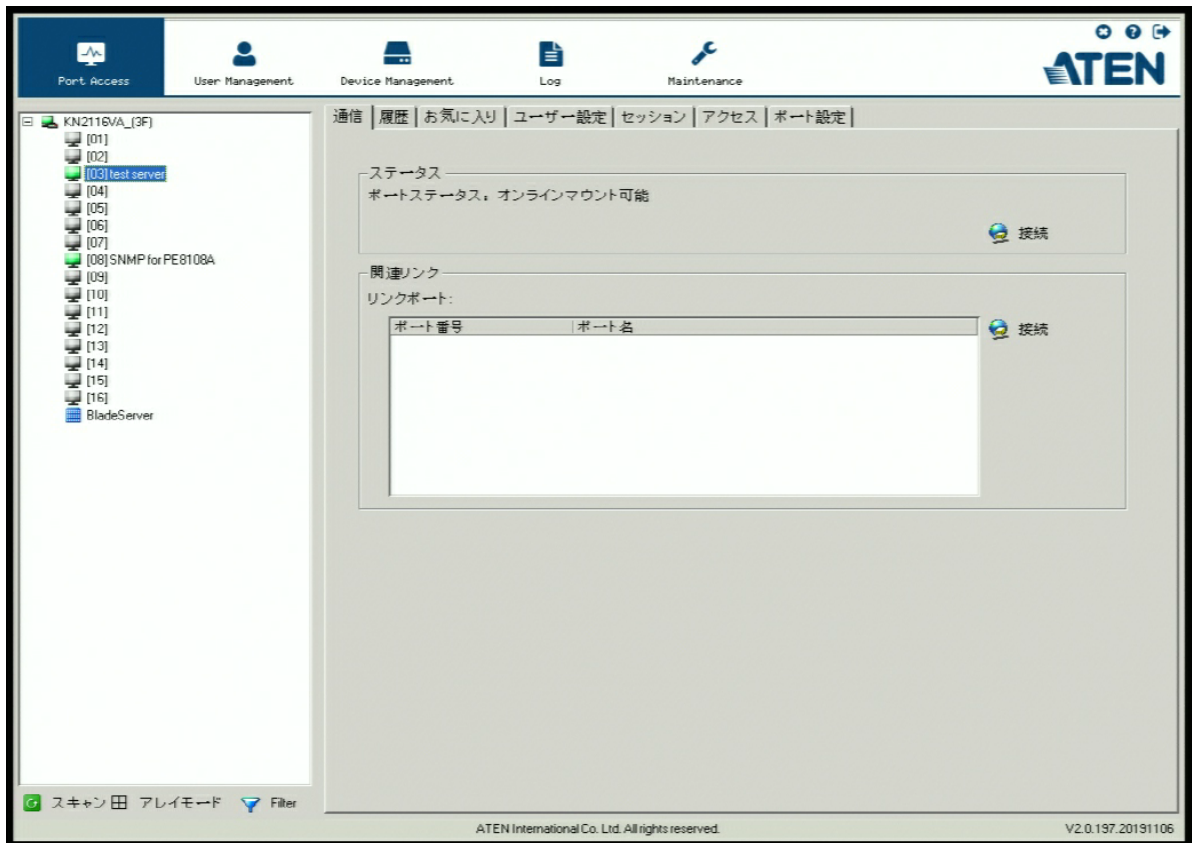 Port Access
User Management
Device Management
Log
Maintenance
ATEN
KN2116VA_(3F)
[01]
[02]
[03] test server
[04]
[05]
[06]
[07]
[08] SNMP for PE8108A
[09]
[10]
[11]
[12]
[13]
[14]
[15]
[16]
BladeServer
通信 履歴 お気に入り ユーザー設定 セッション アクセス ポート設定
ステータス
ポートステータス: オンラインマウント可能
接続
関連リンク
リンクポート:
ポート番号 ポート名
接続
スキャン アレイモード Filter
ATEN International Co. Ltd. All rights reserved.
V2.0.197.20191106